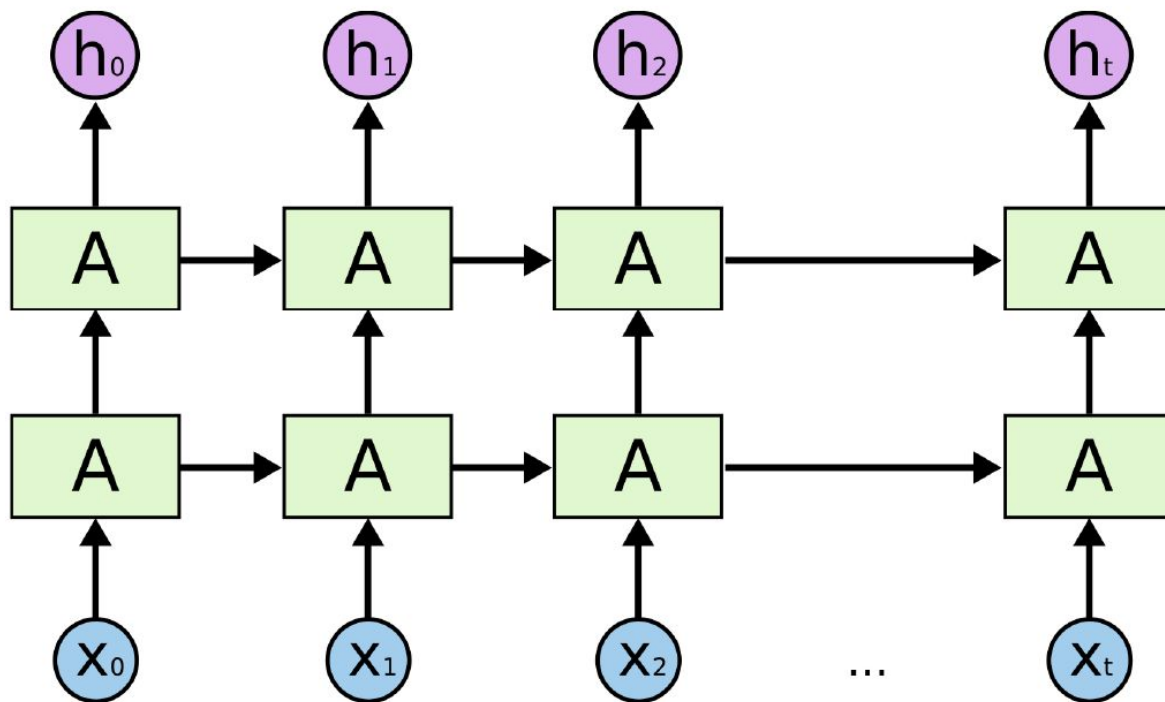 h₀ h₁ h₂ hₜ
A A A A
A A A A
x₀ x₁ x₂ ... xₜ